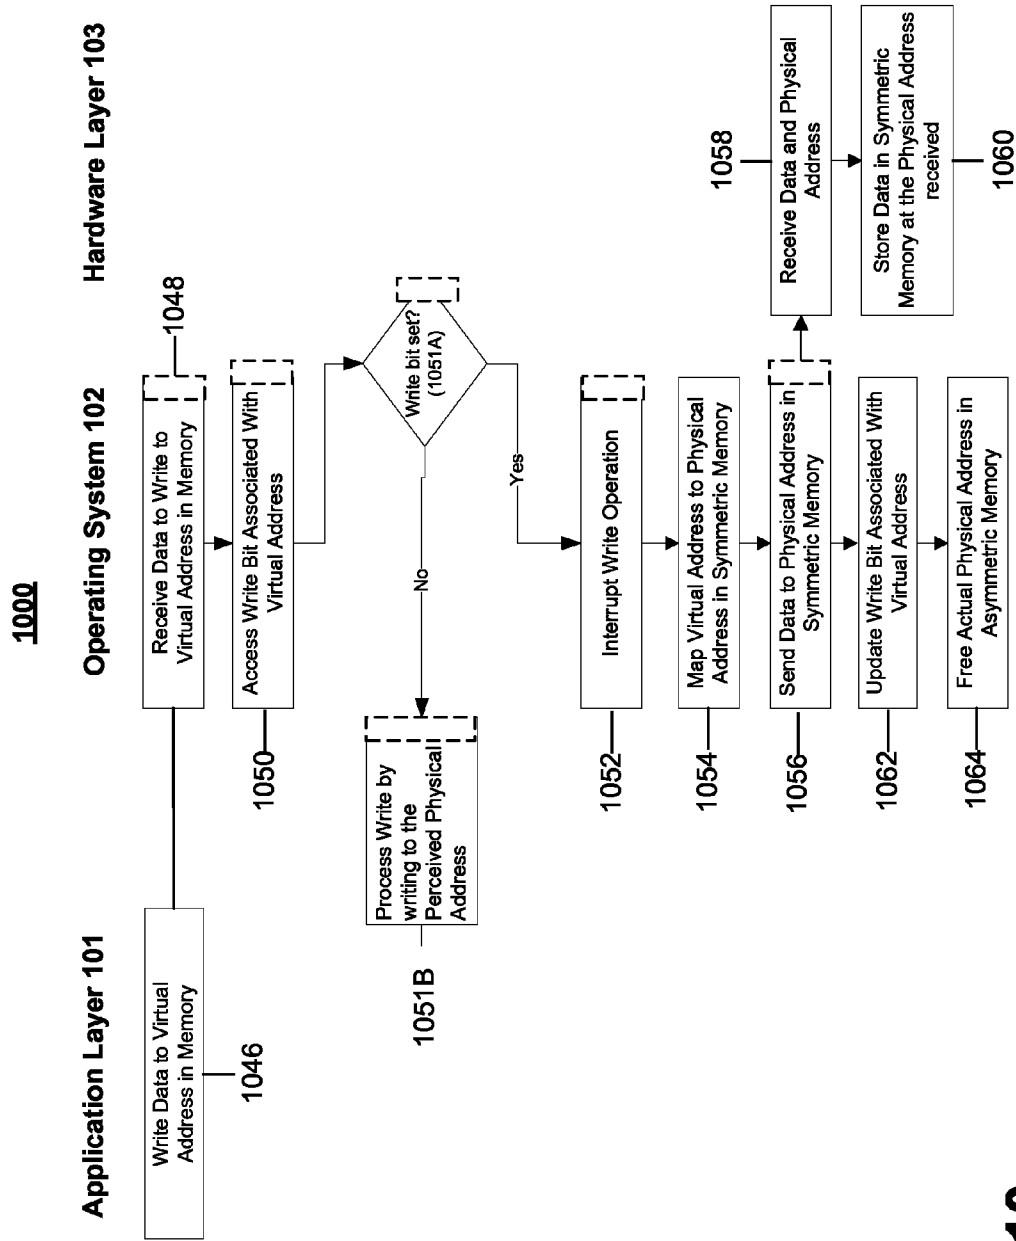 1000
Application Layer 101
Operating System 102
Hardware Layer 103
Write Data to Virtual
Address in Memory
1046
Receive Data to Write to
Virtual Address in Memory
1048
Access Write Bit Associated With
Virtual Address
1050
Write bit set?
(1051A)
No
Yes
Process Write by
writing to the
Perceived Physical
Address
1051B
Interrupt Write Operation
1052
Map Virtual Address to Physical
Address in Symmetric Memory
1054
Send Data to Physical Address in
Symmetric Memory
1056
Receive Data and Physical
Address
1058
Store Data in Symmetric
Memory at the Physical Address
received
1060
Update Write Bit Associated With
Virtual Address
1062
Free Actual Physical Address in
Asymmetric Memory
1064